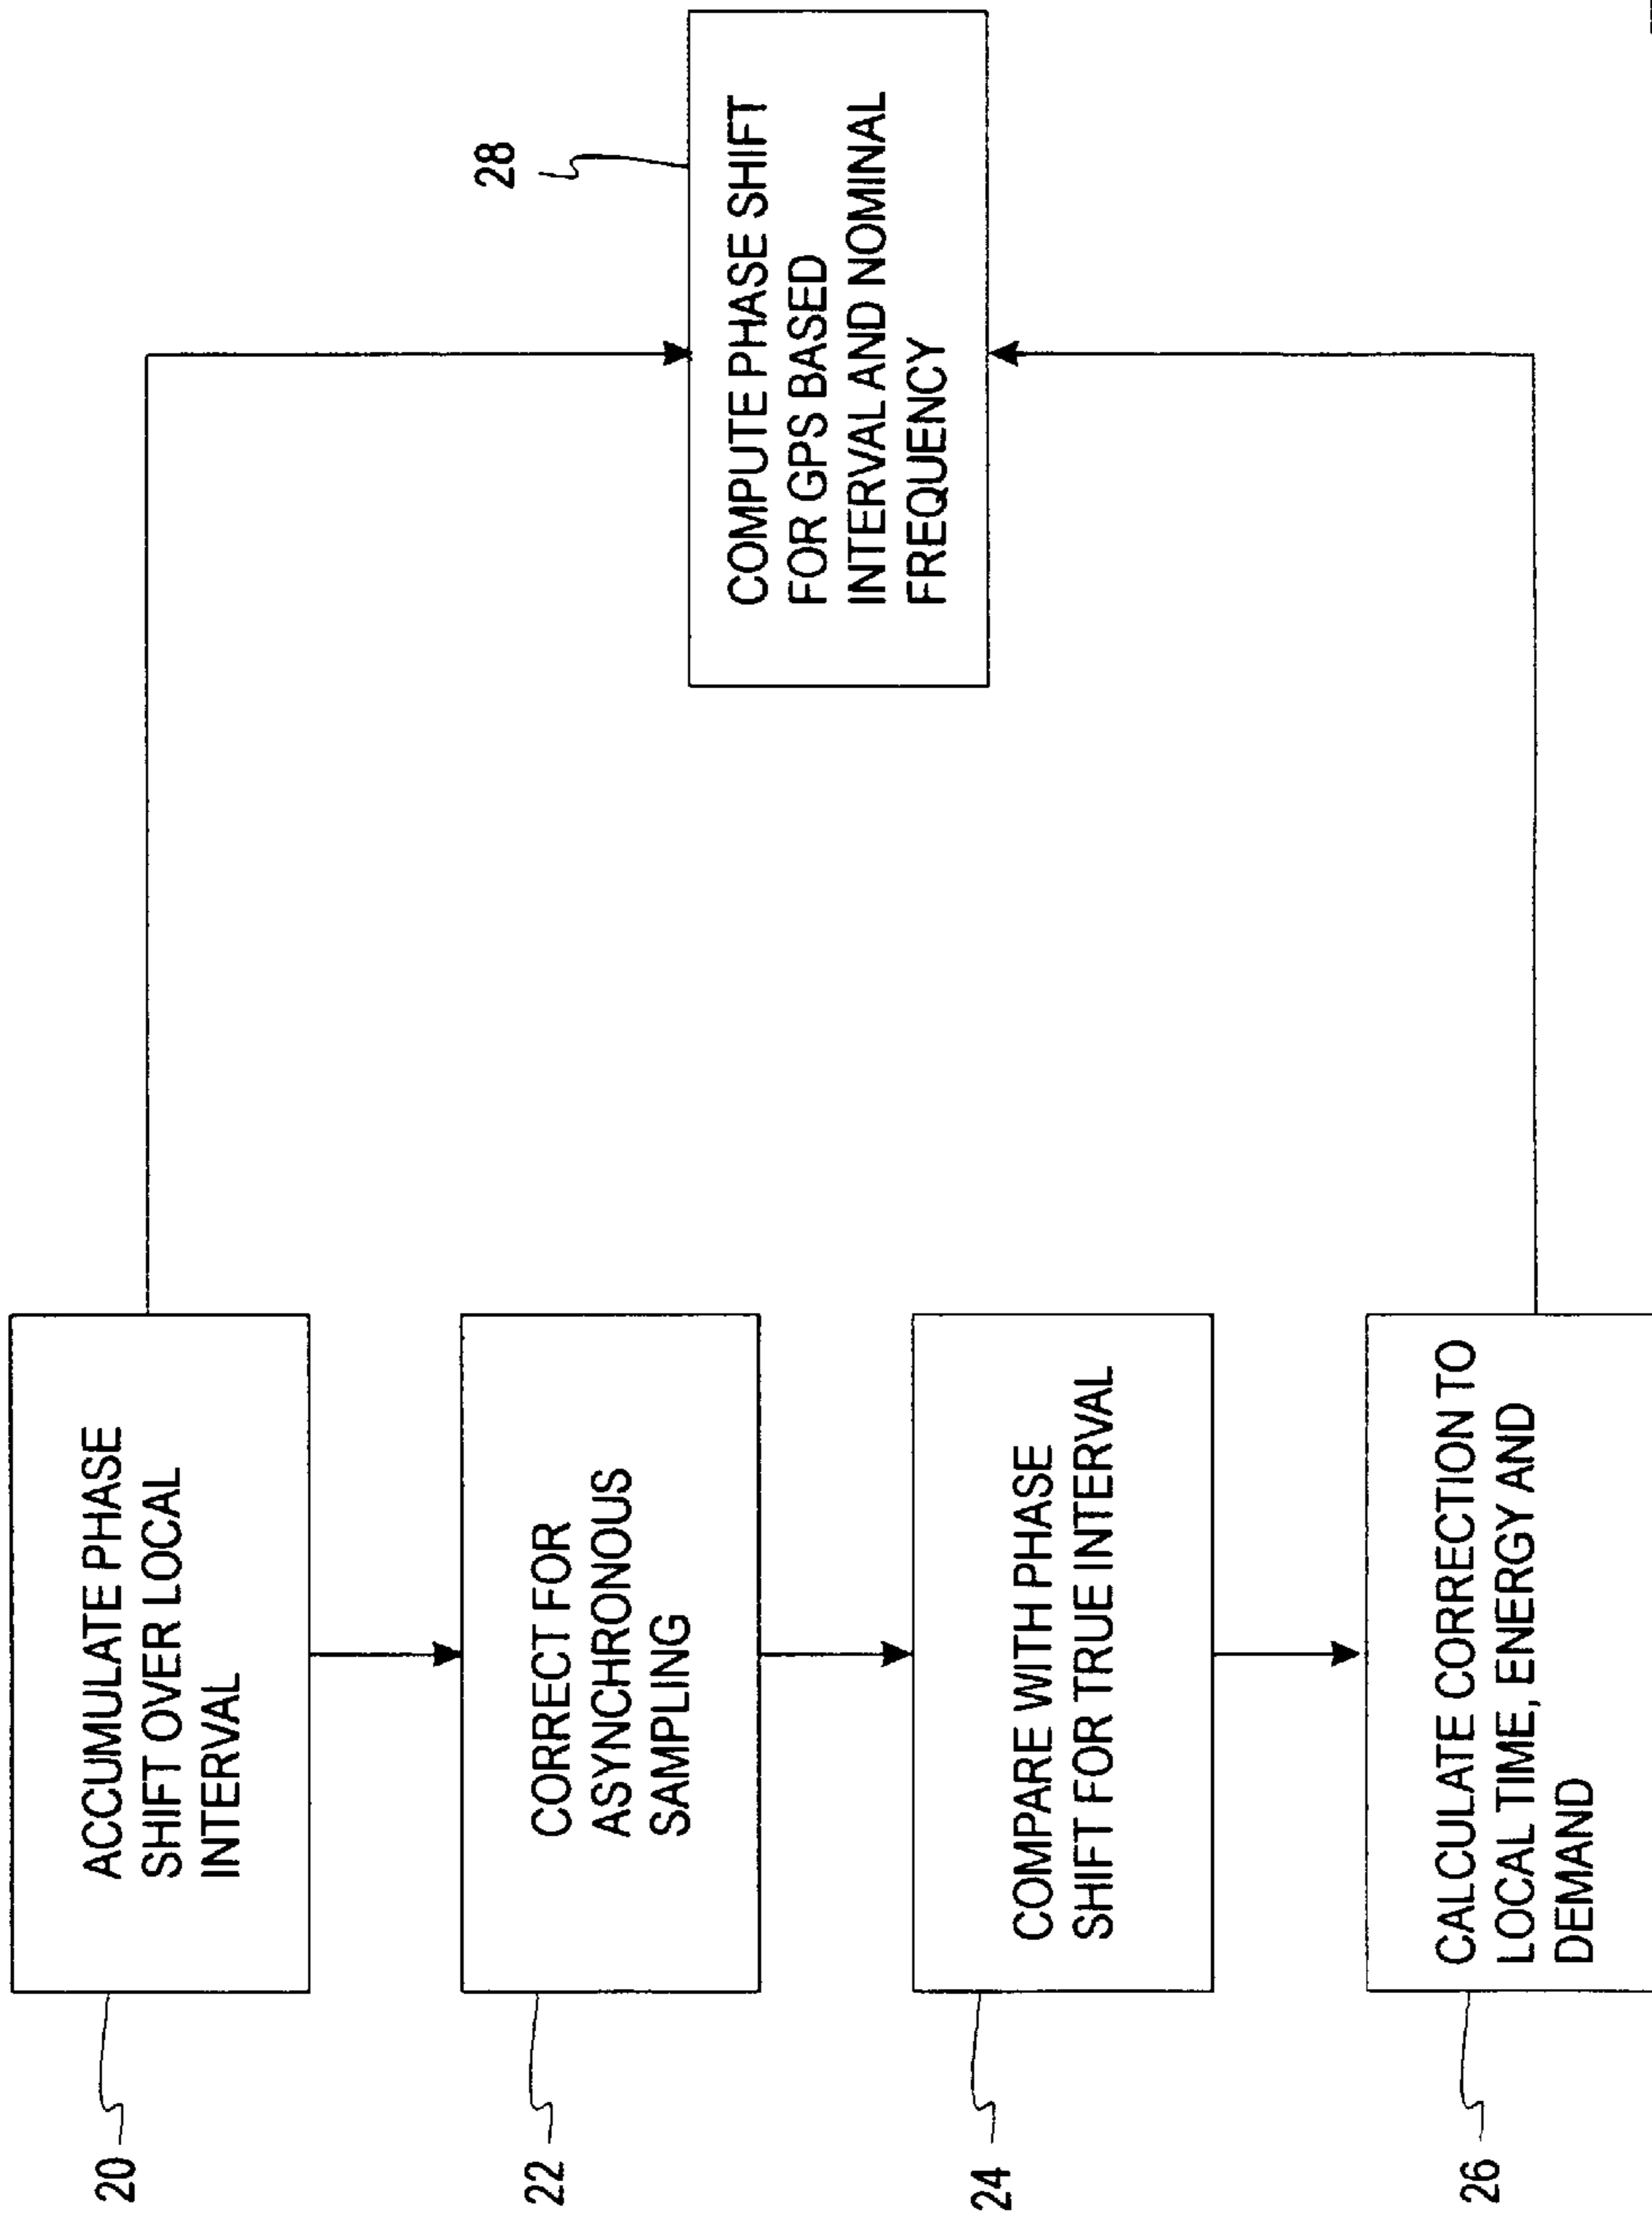 20
ACCUMULATE PHASE
SHIFT OVER LOCAL
INTERVAL
22
CORRECT FOR
ASYNCHRONOUS
SAMPLING
24
COMPARE WITH PHASE
SHIFT FOR TRUE INTERVAL
26
CALCULATE CORRECTION TO
LOCAL TIME, ENERGY AND
DEMAND
28
COMPUTE PHASE SHIFT
FOR GPS BASED
INTERVAL AND NOMINAL
FREQUENCY